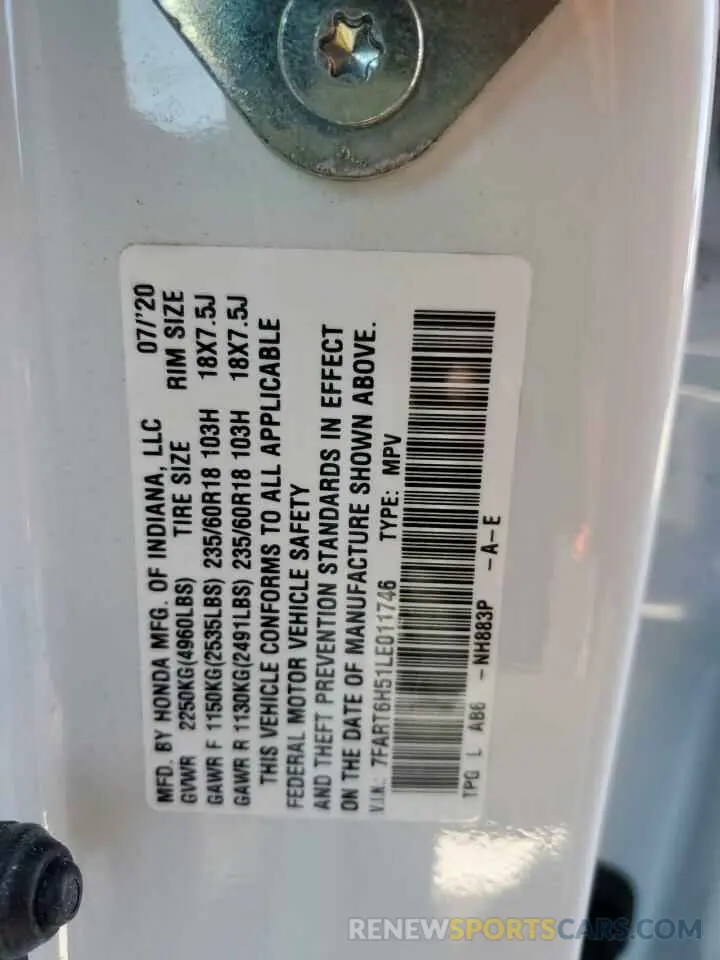 MFD. BY HONDA MFG. OF INDIANA, LLC 07/'20
GVWR 2250KG(4960LBS) TIRE SIZE RIM SIZE
GAWR F 1150KG(2535LBS) 235/60R18 103H 18X7.5J
GAWR R 1130KG(2491LBS) 235/60R18 103H 18X7.5J
THIS VEHICLE CONFORMS TO ALL APPLICABLE
FEDERAL MOTOR VEHICLE SAFETY
AND THEFT PREVENTION STANDARDS IN EFFECT
ON THE DATE OF MANUFACTURE SHOWN ABOVE.
V.I.N.: 7FART6H51LE011746 TYPE: MPV
TPG L AB6 -NH883P -A-E
RENEWSPORTSCARS.COM